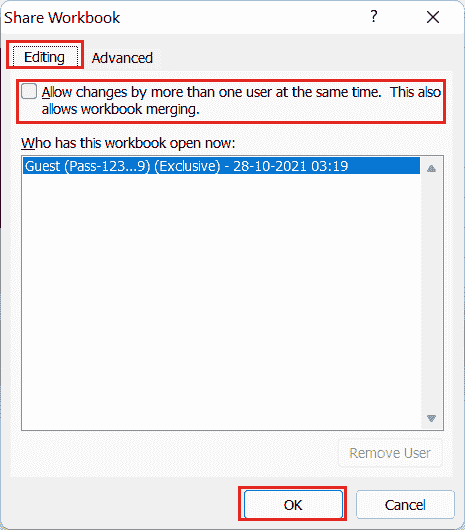 Share Workbook ? ×
Editing Advanced
Allow changes by more than one user at the same time. This also
allows workbook merging.
Who has this workbook open now:
Guest (Pass-123...9) (Exclusive) - 28-10-2021 03:19
Remove User
OK Cancel